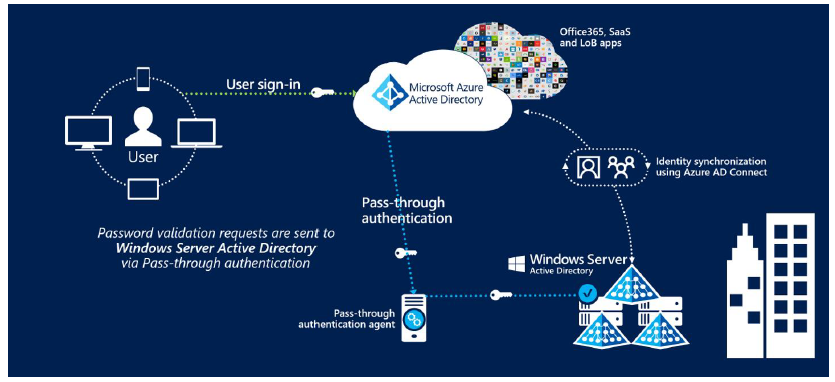 Office365, SaaS
and LoB apps
User sign-in
Microsoft Azure
Active Directory
User
Identity synchronization
using Azure AD Connect
Pass-through
authentication
Password validation requests are sent to
Windows Server Active Directory
via Pass-through authentication
Windows Server
Active Directory
Pass-through
authentication agent